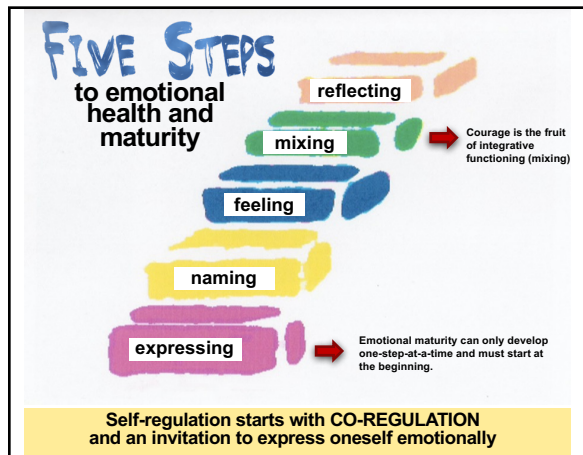 FIVE STEPS
to emotional
health and
maturity
reflecting
mixing
Courage is the fruit
of integrative
functioning (mixing)
feeling
naming
expressing
Emotional maturity can only develop
one-step-at-a-time and must start at
the beginning.
Self-regulation starts with CO-REGULATION
and an invitation to express oneself emotionally